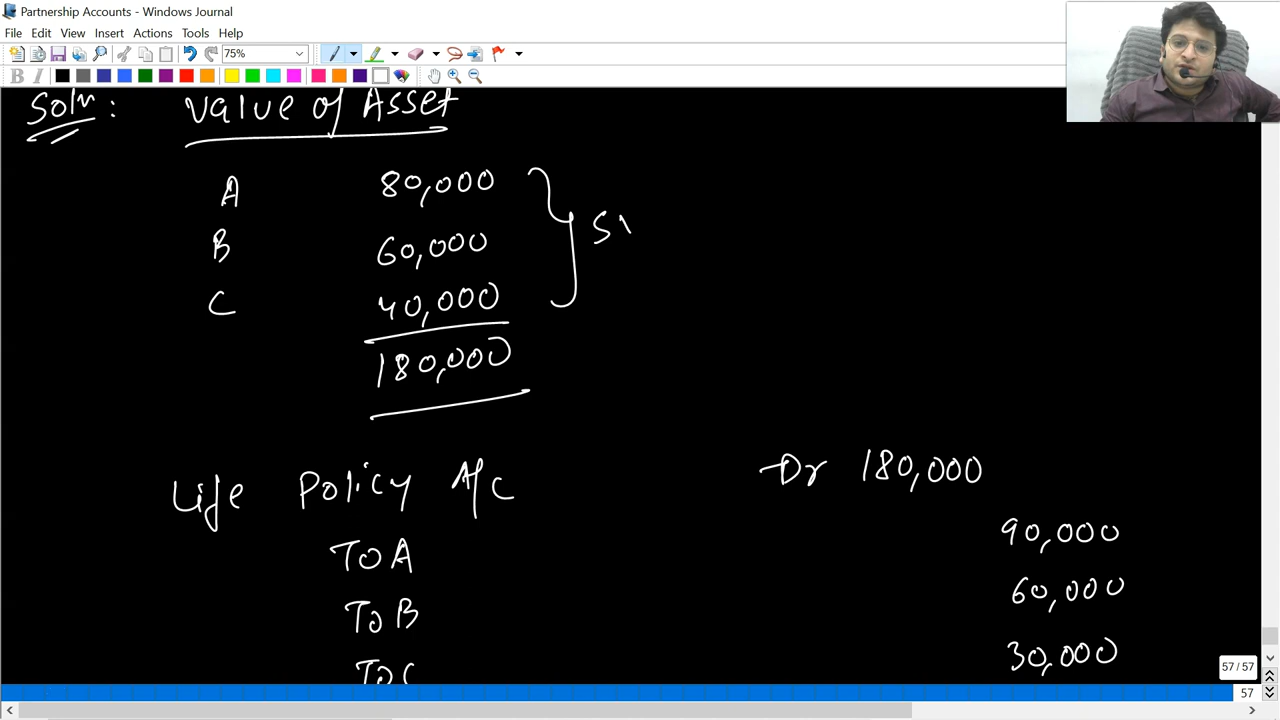 Partnership Accounts - Windows Journal
File Edit View Insert Actions Tools Help
75%
B I
Soln: Value of Asset
A 80,000
B 60,000
C 40,000
180,000
Life Policy A/C Dr 180,000
To A 90,000
To B 60,000
To C 30,000
57/57
57